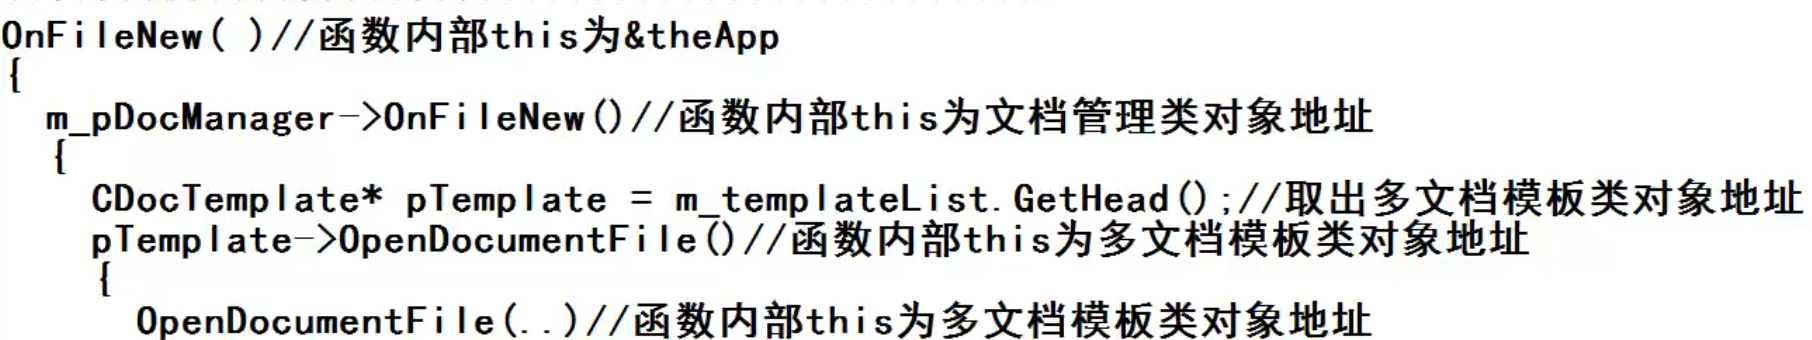 OnFileNew( )//函数内部this为&theApp
{
m_pDocManager->OnFileNew()//函数内部this为文档管理类对象地址
{
CDocTemplate* pTemplate = m_templateList.GetHead();//取出多文档模板类对象地址
pTemplate->OpenDocumentFile()//函数内部this为多文档模板类对象地址
{
OpenDocumentFile(..)//函数内部this为多文档模板类对象地址